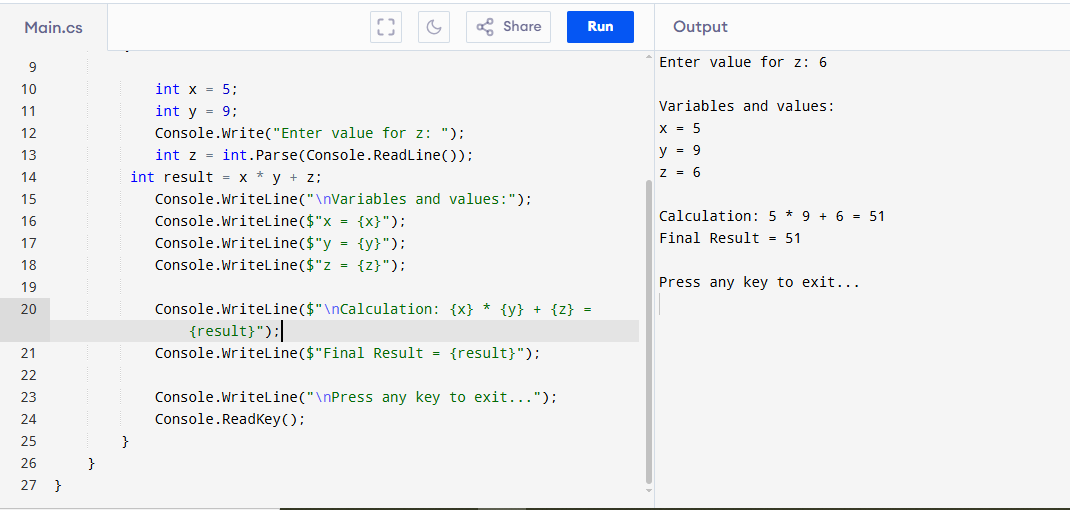 Main.cs
Share
Run
Output
9
10 int x = 5;
11 int y = 9;
12 Console.Write("Enter value for z: ");
13 int z = int.Parse(Console.ReadLine());
14 int result = x * y + z;
15 Console.WriteLine("\nVariables and values:");
16 Console.WriteLine($"x = {x}");
17 Console.WriteLine($"y = {y}");
18 Console.WriteLine($"z = {z}");
19
20 Console.WriteLine($"\nCalculation: {x} * {y} + {z} =
{result}");
21 Console.WriteLine($"Final Result = {result}");
22
23 Console.WriteLine("\nPress any key to exit...");
24 Console.ReadKey();
25 }
26 }
27 }
Enter value for z: 6
Variables and values:
x = 5
y = 9
z = 6
Calculation: 5 * 9 + 6 = 51
Final Result = 51
Press any key to exit...